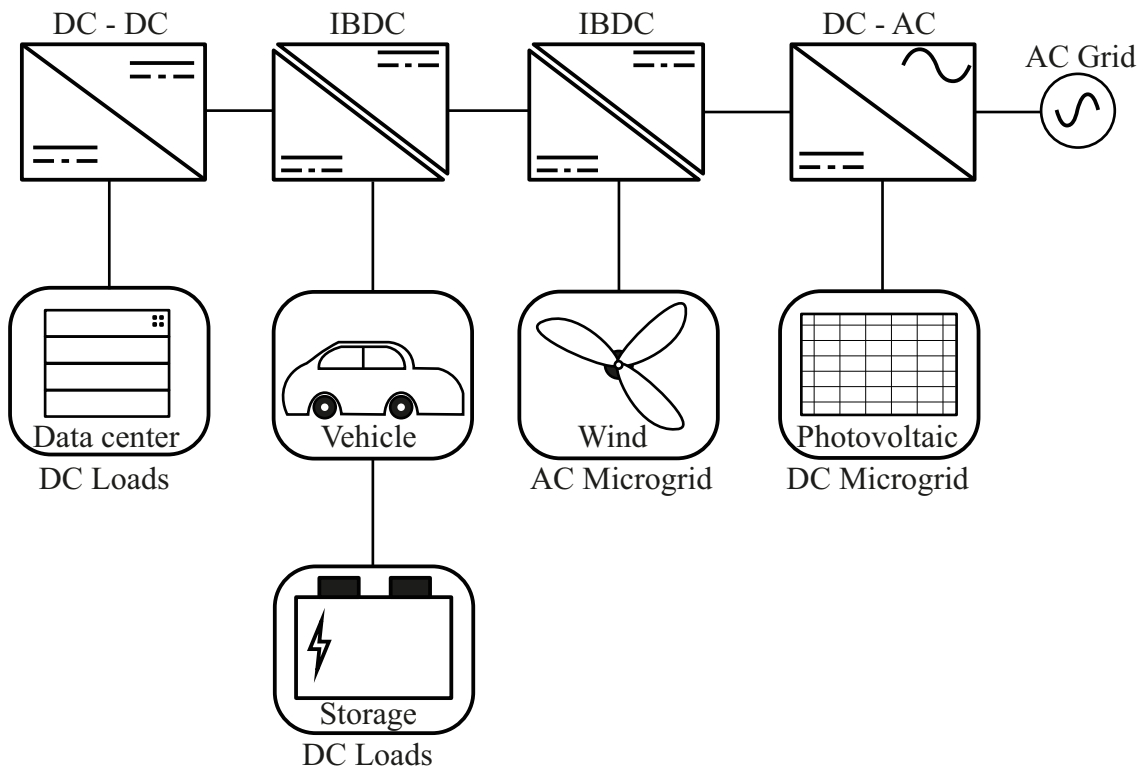 DC - DC
IBDC
IBDC
DC - AC
AC Grid
Data center
DC Loads
Vehicle
Wind
AC Microgrid
Photovoltaic
DC Microgrid
Storage
DC Loads